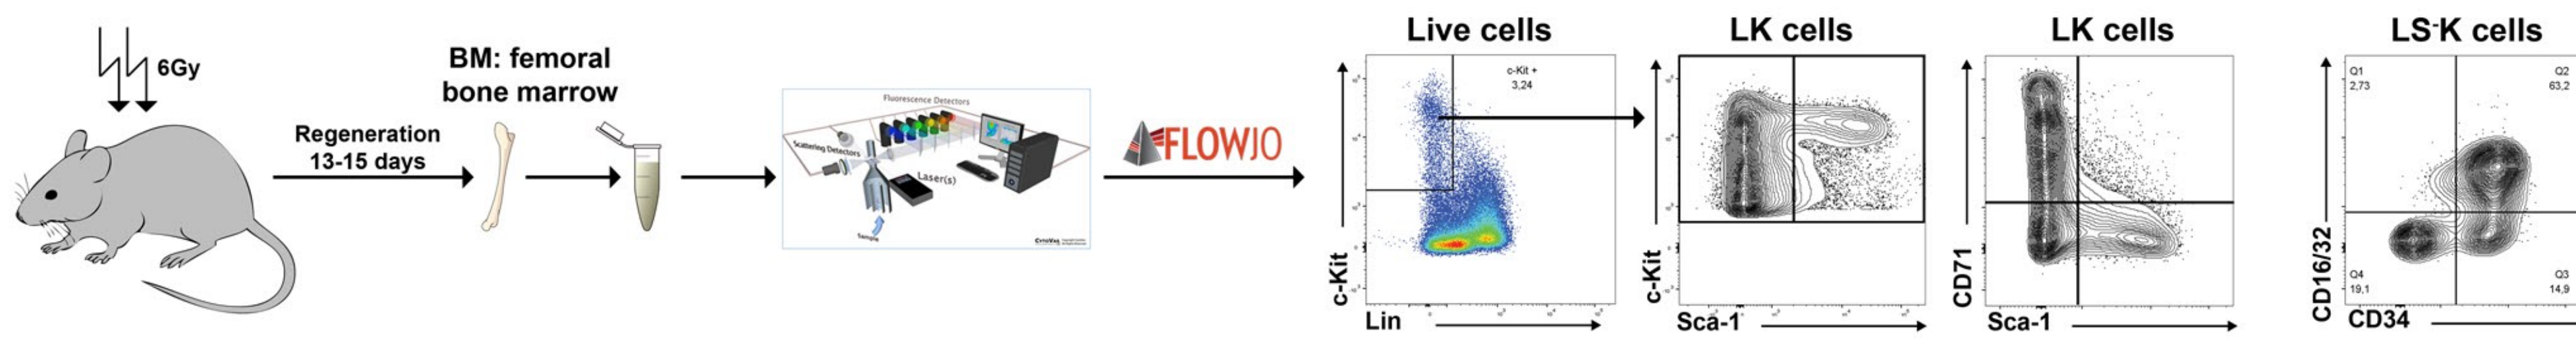 6Gy
Regeneration
13-15 days
BM: femoral
bone marrow
Fluorescence Detectors
Scattering Detectors
Laser(s)
Sample
CYTOVAS
FLOWJO
Live cells
c-Kit +
3,24
c-Kit
Lin
LK cells
c-Kit
Sca-1
LK cells
CD71
Sca-1
LS-K cells
Q1
2,73
Q2
63,2
Q4
19,1
Q3
14,9
CD16/32
CD34